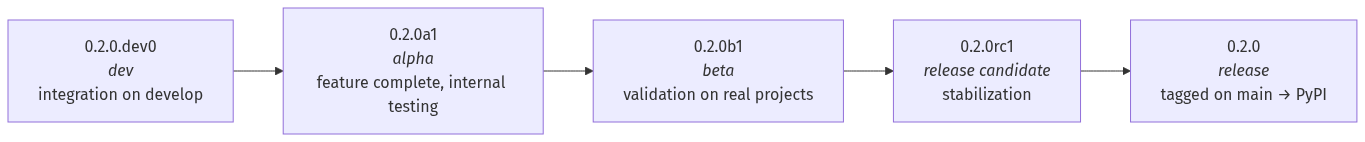 0.2.0.dev0
dev
integration on develop
0.2.0a1
alpha
feature complete, internal
testing
0.2.0b1
beta
validation on real projects
0.2.0rc1
release candidate
stabilization
0.2.0
release
tagged on main → PyPI